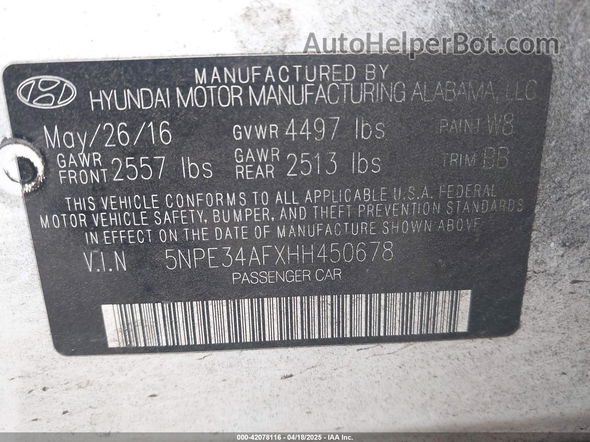 AutoHelperBot.com
MANUFACTURED BY
HYUNDAI MOTOR MANUFACTURING ALABAMA, LLC
May/26/16 GVWR 4497 lbs PAINT W8
GAWR FRONT 2557 lbs GAWR REAR 2513 lbs TRIM BB
THIS VEHICLE CONFORMS TO ALL APPLICABLE U.S.A. FEDERAL
MOTOR VEHICLE SAFETY, BUMPER, AND THEFT PREVENTION STANDARDS
IN EFFECT ON THE DATE OF MANUFACTURE SHOWN ABOVE.
V.I.N 5NPE34AFXHH450678
PASSENGER CAR
000-42078116 - 04/18/2025 - IAA Inc.